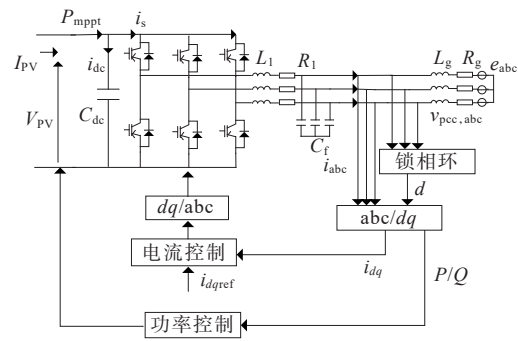 P_mppt
i_s
I_PV
i_dc
L_1
R_1
L_g
R_g
e_abc
V_PV
C_dc
v_pcc,abc
C_f
i_abc
锁相环
d
dq/abc
abc/dq
电流控制
i_dq
i_dqref
P/Q
功率控制